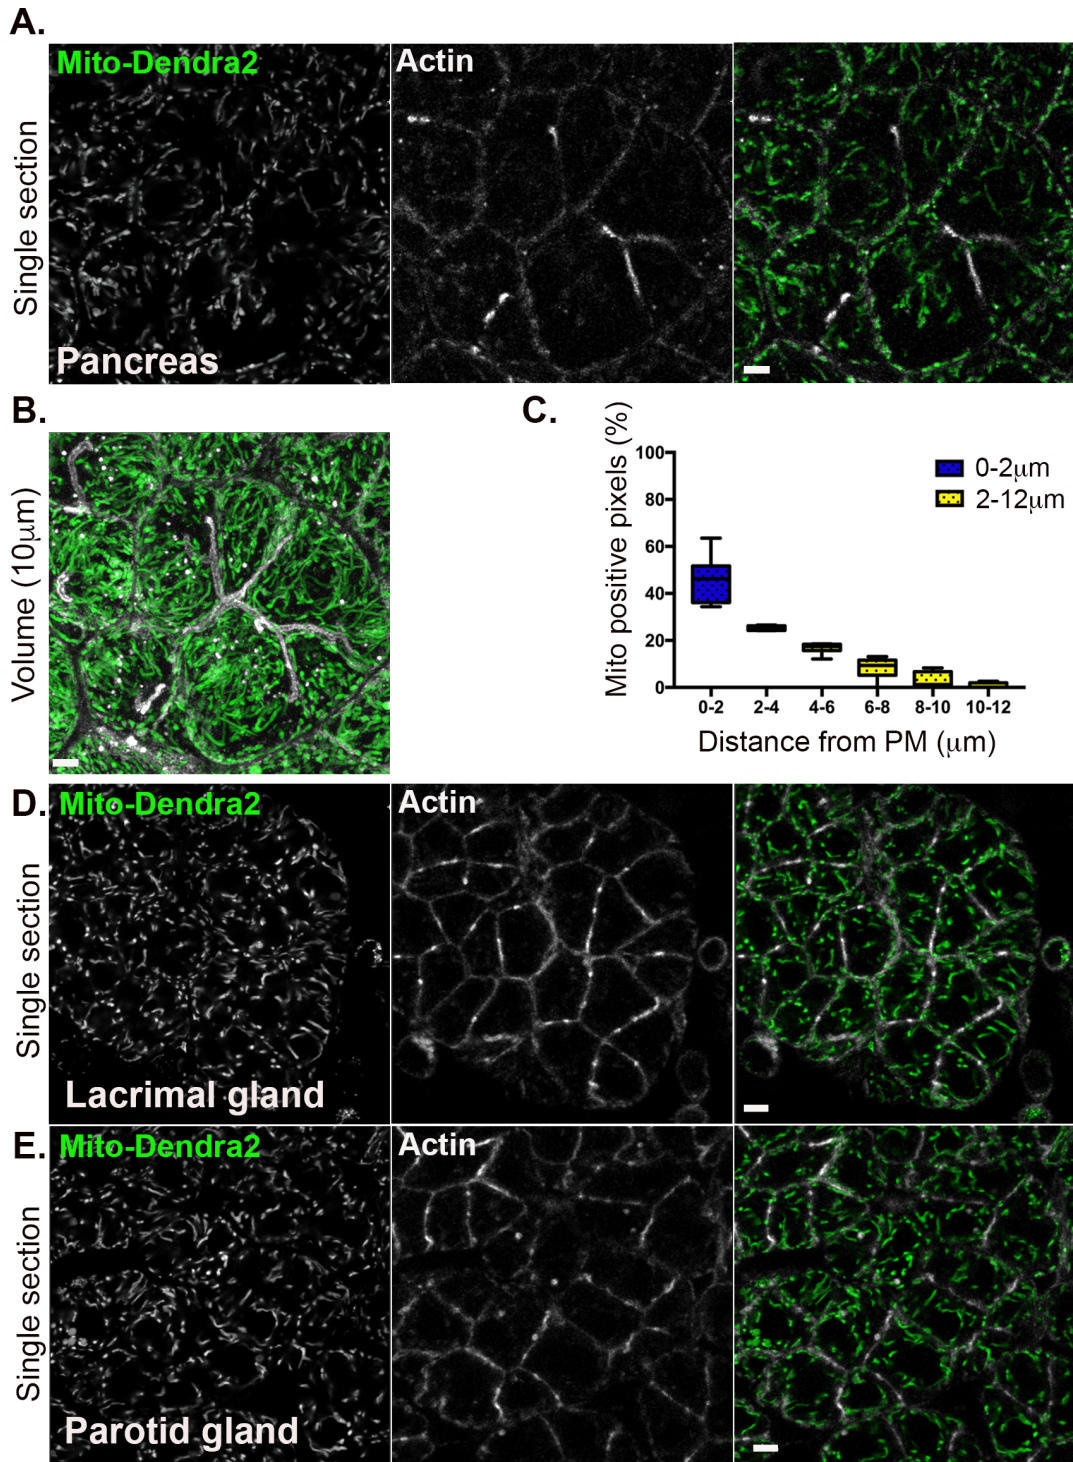 A.
Mito-Dendra2
Actin
Single section
Pancreas
B.
Volume (10μm)
C.
Mito positive pixels (%)
100
80
60
40
20
0
0-2μm
2-12μm
0-2
2-4
4-6
6-8
8-10
10-12
Distance from PM (μm)
D.
Mito-Dendra2
Actin
Single section
Lacrimal gland
E.
Mito-Dendra2
Actin
Single section
Parotid gland